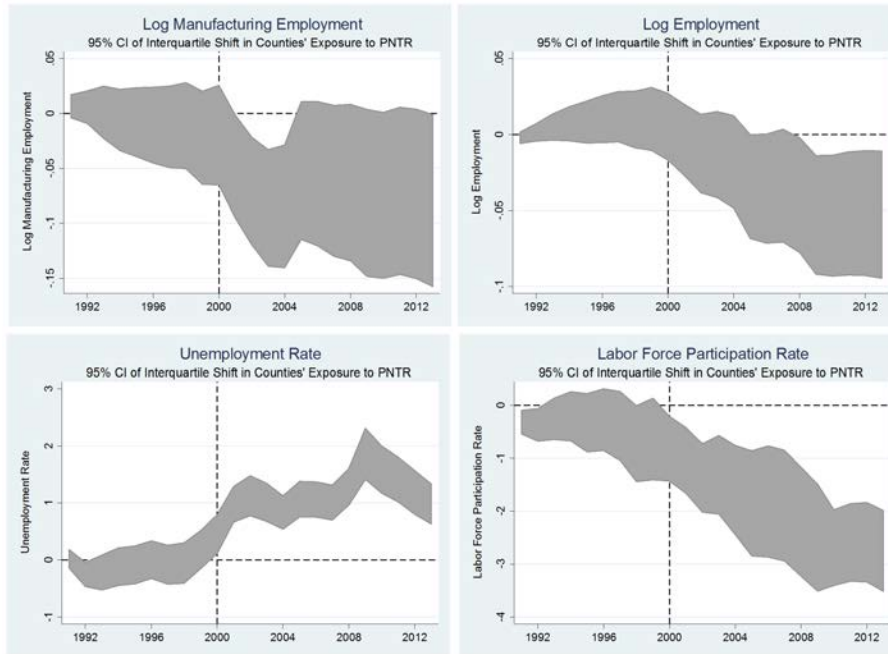 Log Manufacturing Employment
95% CI of Interquartile Shift in Counties' Exposure to PNTR
Log Manufacturing Employment
.05
0
-.05
-.1
-.15
1992 1996 2000 2004 2008 2012
Log Employment
95% CI of Interquartile Shift in Counties' Exposure to PNTR
Log Employment
.05
0
-.05
-.1
1992 1996 2000 2004 2008 2012
Unemployment Rate
95% CI of Interquartile Shift in Counties' Exposure to PNTR
Unemployment Rate
3
2
1
0
-1
1992 1996 2000 2004 2008 2012
Labor Force Participation Rate
95% CI of Interquartile Shift in Counties' Exposure to PNTR
Labor Force Participation Rate
0
-1
-2
-3
-4
1992 1996 2000 2004 2008 2012